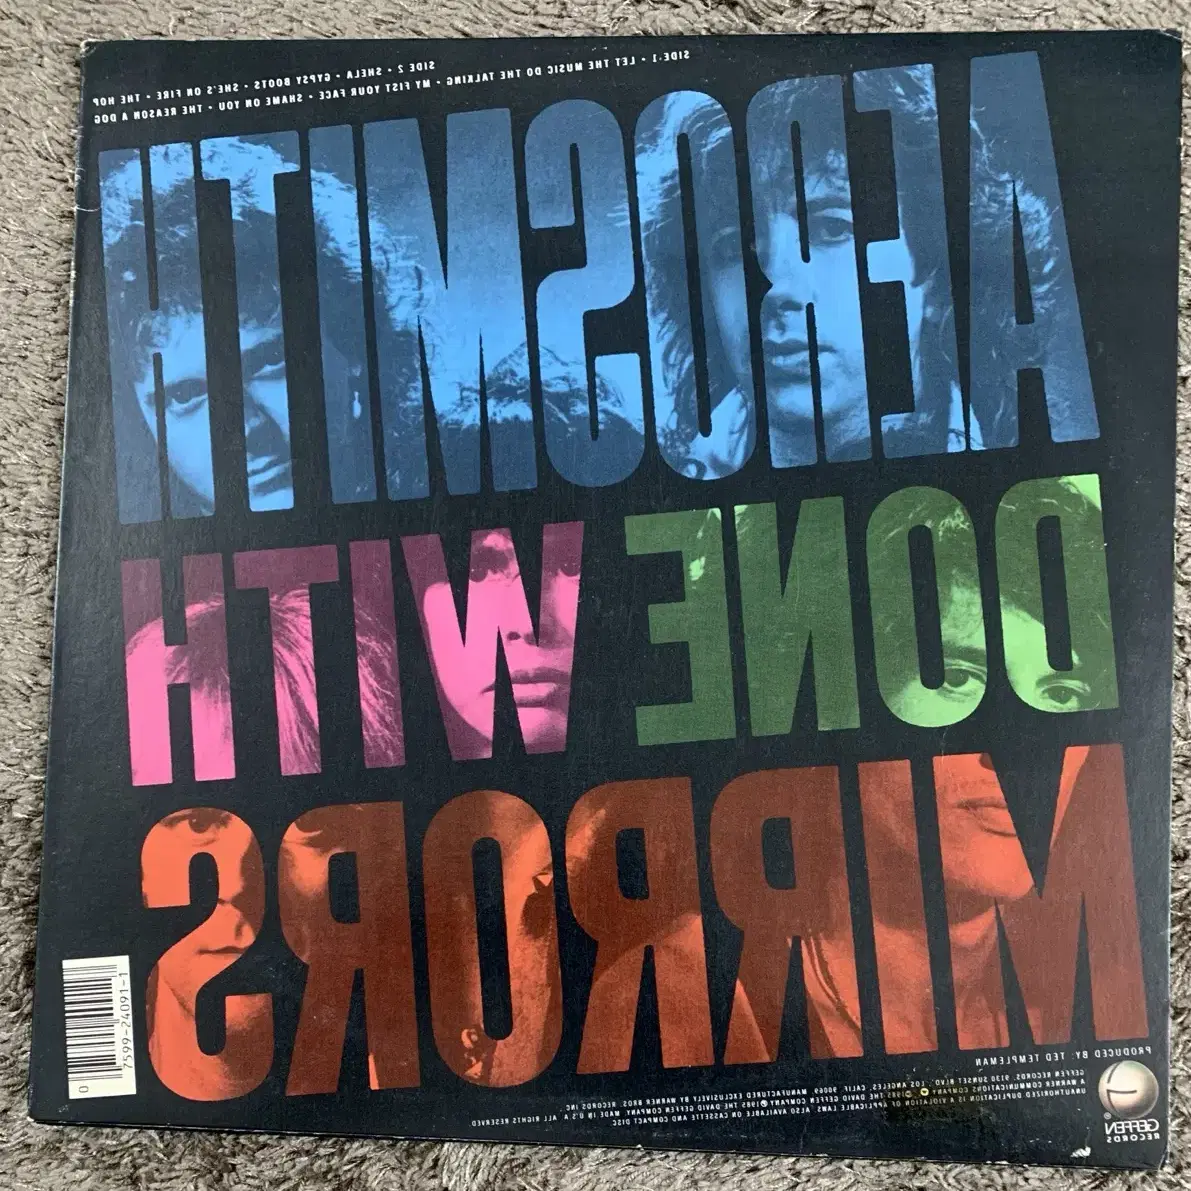 SIDE 1 • LET THE MUSIC DO THE TALKING • MY FIST YOUR FACE • SHAME ON YOU • THE REASON A DOG
SIDE 2 • SHELA • GYPSY BOOTS • SHE'S ON FIRE • THE HOP
AEROSMITH
DONE WITH
MIRRORS
0 7599-24091-1
PRODUCED BY: TED TEMPLEMAN
GEFFEN RECORDS, 9130 SUNSET BLVD., LOS ANGELES, CALIF. 90069. MANUFACTURED EXCLUSIVELY BY WARNER BROS. RECORDS INC.
A WARNER COMMUNICATIONS COMPANY. ℗ 1985 THE DAVID GEFFEN COMPANY © 1985 THE DAVID GEFFEN COMPANY. MADE IN U.S.A. ALL RIGHTS RESERVED
UNAUTHORIZED DUPLICATION IS A VIOLATION OF APPLICABLE LAWS. ALSO AVAILABLE ON CASSETTE AND COMPACT DISC.
GEFFEN
RECORDS